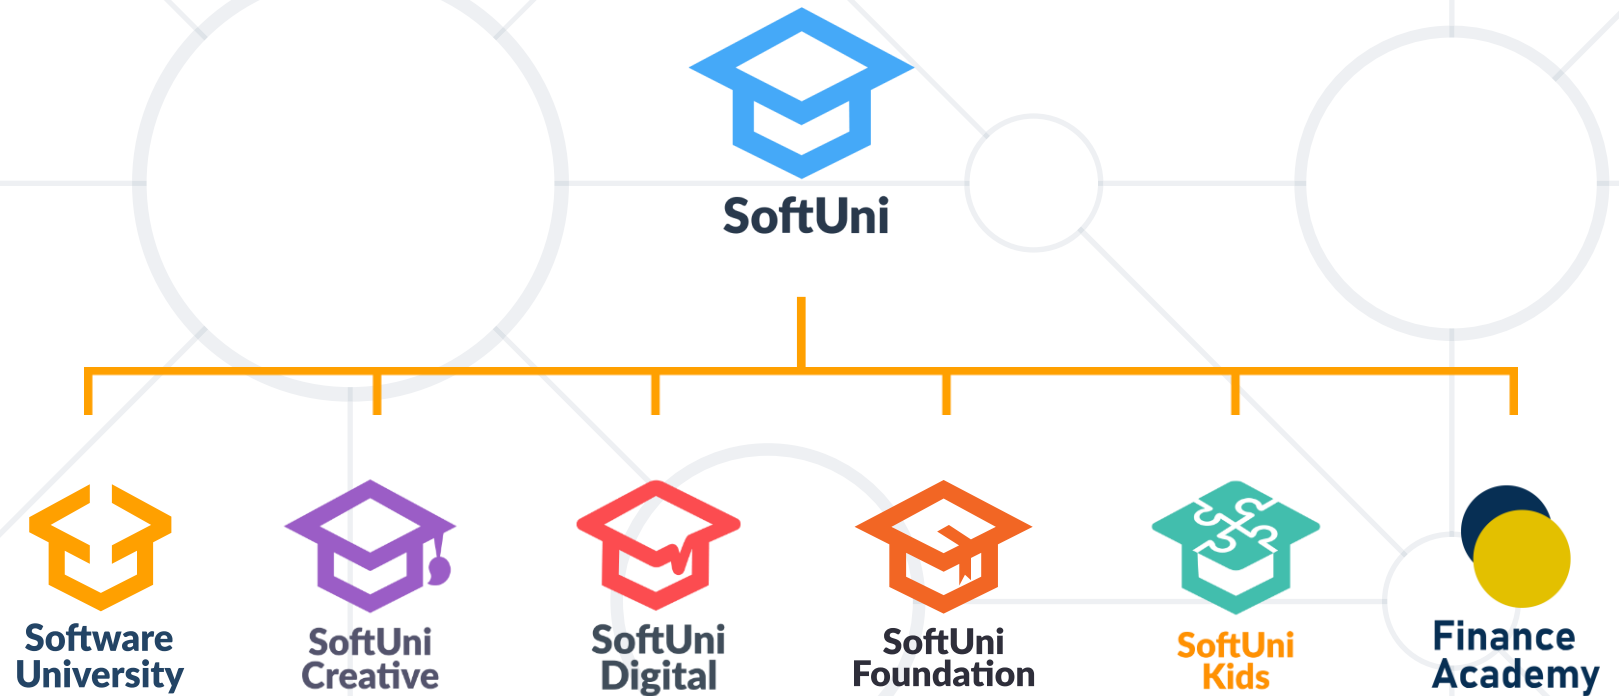 SoftUni
Software
University
SoftUni
Creative
SoftUni
Digital
SoftUni
Foundation
SoftUni
Kids
Finance
Academy